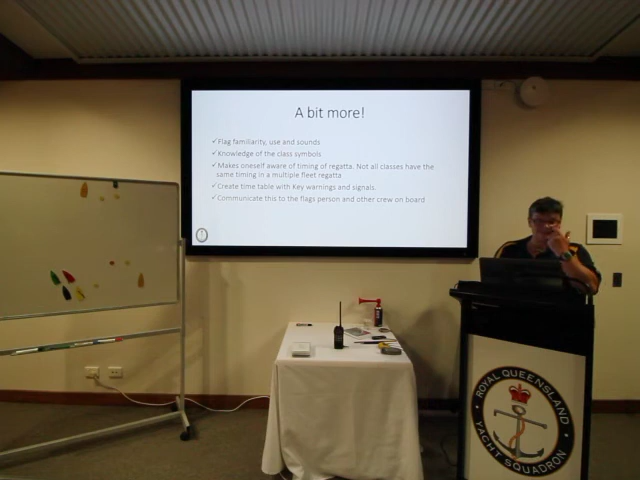 A bit more!
✓Flag familiarity, use and sounds
✓Knowledge of the class symbols
✓Makes oneself aware of timing of regatta. Not all classes have the
same timing in a multiple fleet regatta
✓Create time table with Key warnings and signals.
✓Communicate this to the flags person and other crew on board
ROYAL QUEENSLAND
YACHT SQUADRON